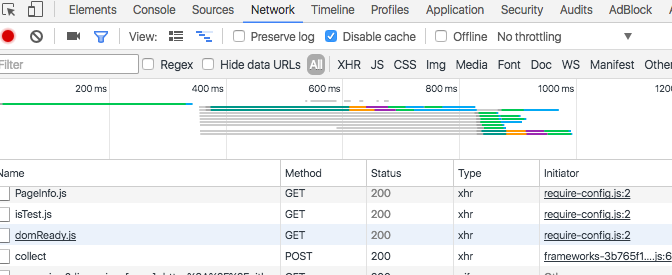 Elements Console Sources Network Timeline Profiles Application Security Audits AdBlock
View: Preserve log Disable cache Offline No throttling
Filter Regex Hide data URLs All XHR JS CSS Img Media Font Doc WS Manifest Other
200 ms 400 ms 600 ms 800 ms 1000 ms
Name Method Status Type Initiator
PageInfo.js GET 200 xhr require-config.js:2
isTest.js GET 200 xhr require-config.js:2
domReady.js GET 200 xhr require-config.js:2
collect POST 200 xhr frameworks-3b765f1....js:6
GET 200